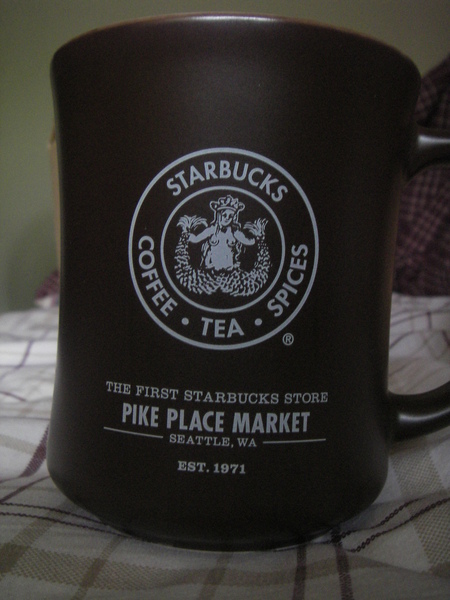 STARBUCKS
COFFEE • TEA • SPICES
®
THE FIRST STARBUCKS STORE
PIKE PLACE MARKET
SEATTLE, WA
EST. 1971